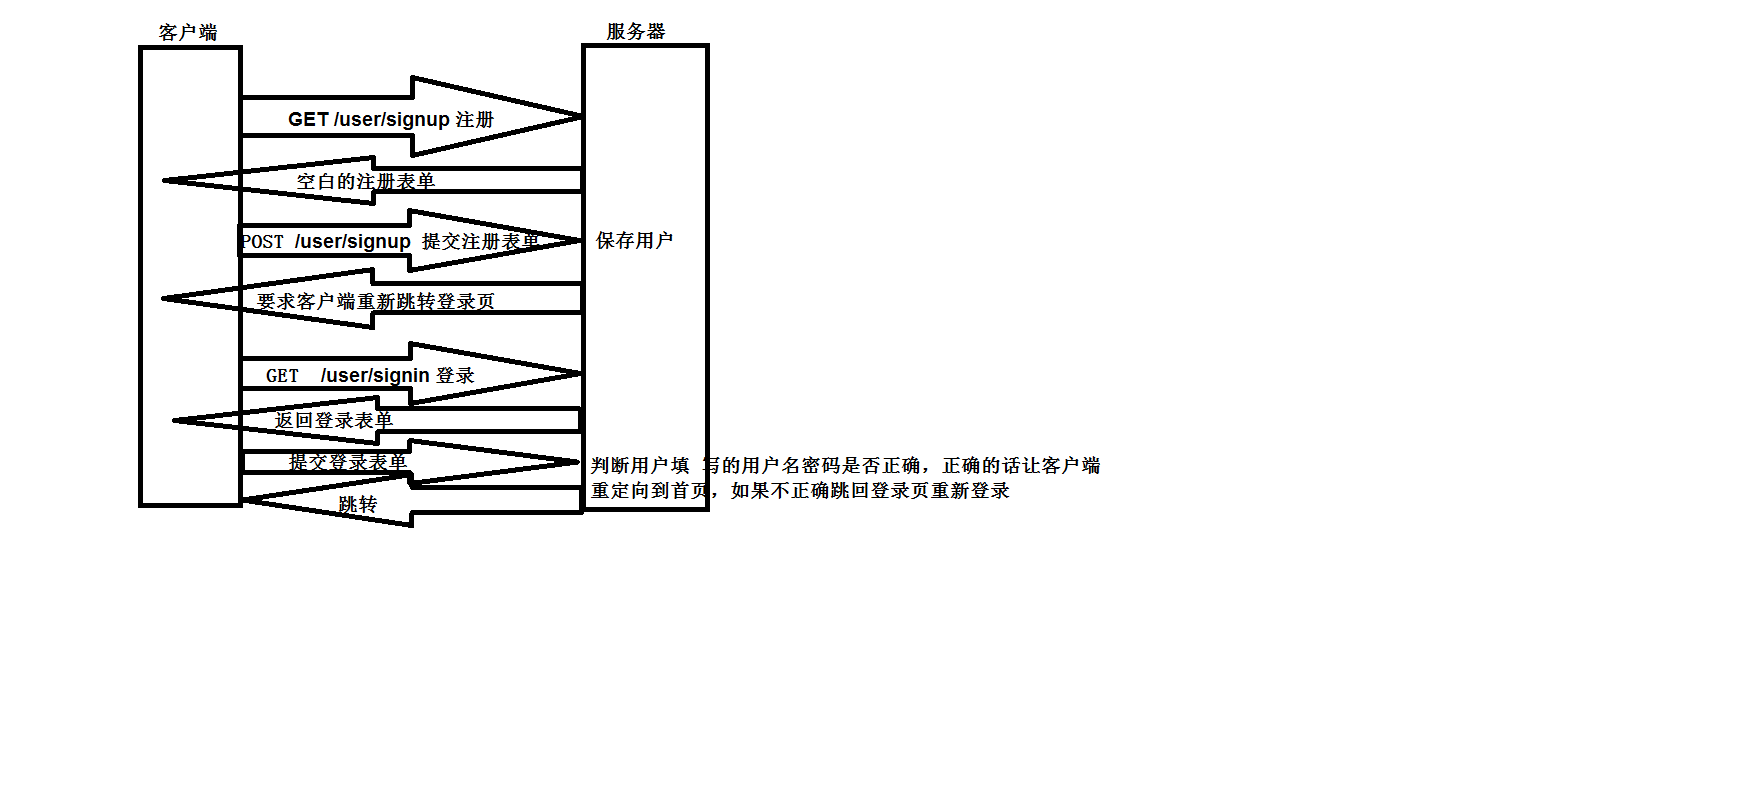 客户端
服务器
GET /user/signup 注册
空白的注册表单
POST /user/signup 提交注册表单
保存用户
要求客户端重新跳转登录页
GET /user/signin 登录
返回登录表单
提交登录表单
判断用户填 写的用户名密码是否正确，正确的话让客户端
重定向到首页，如果不正确跳回登录页重新登录
跳转